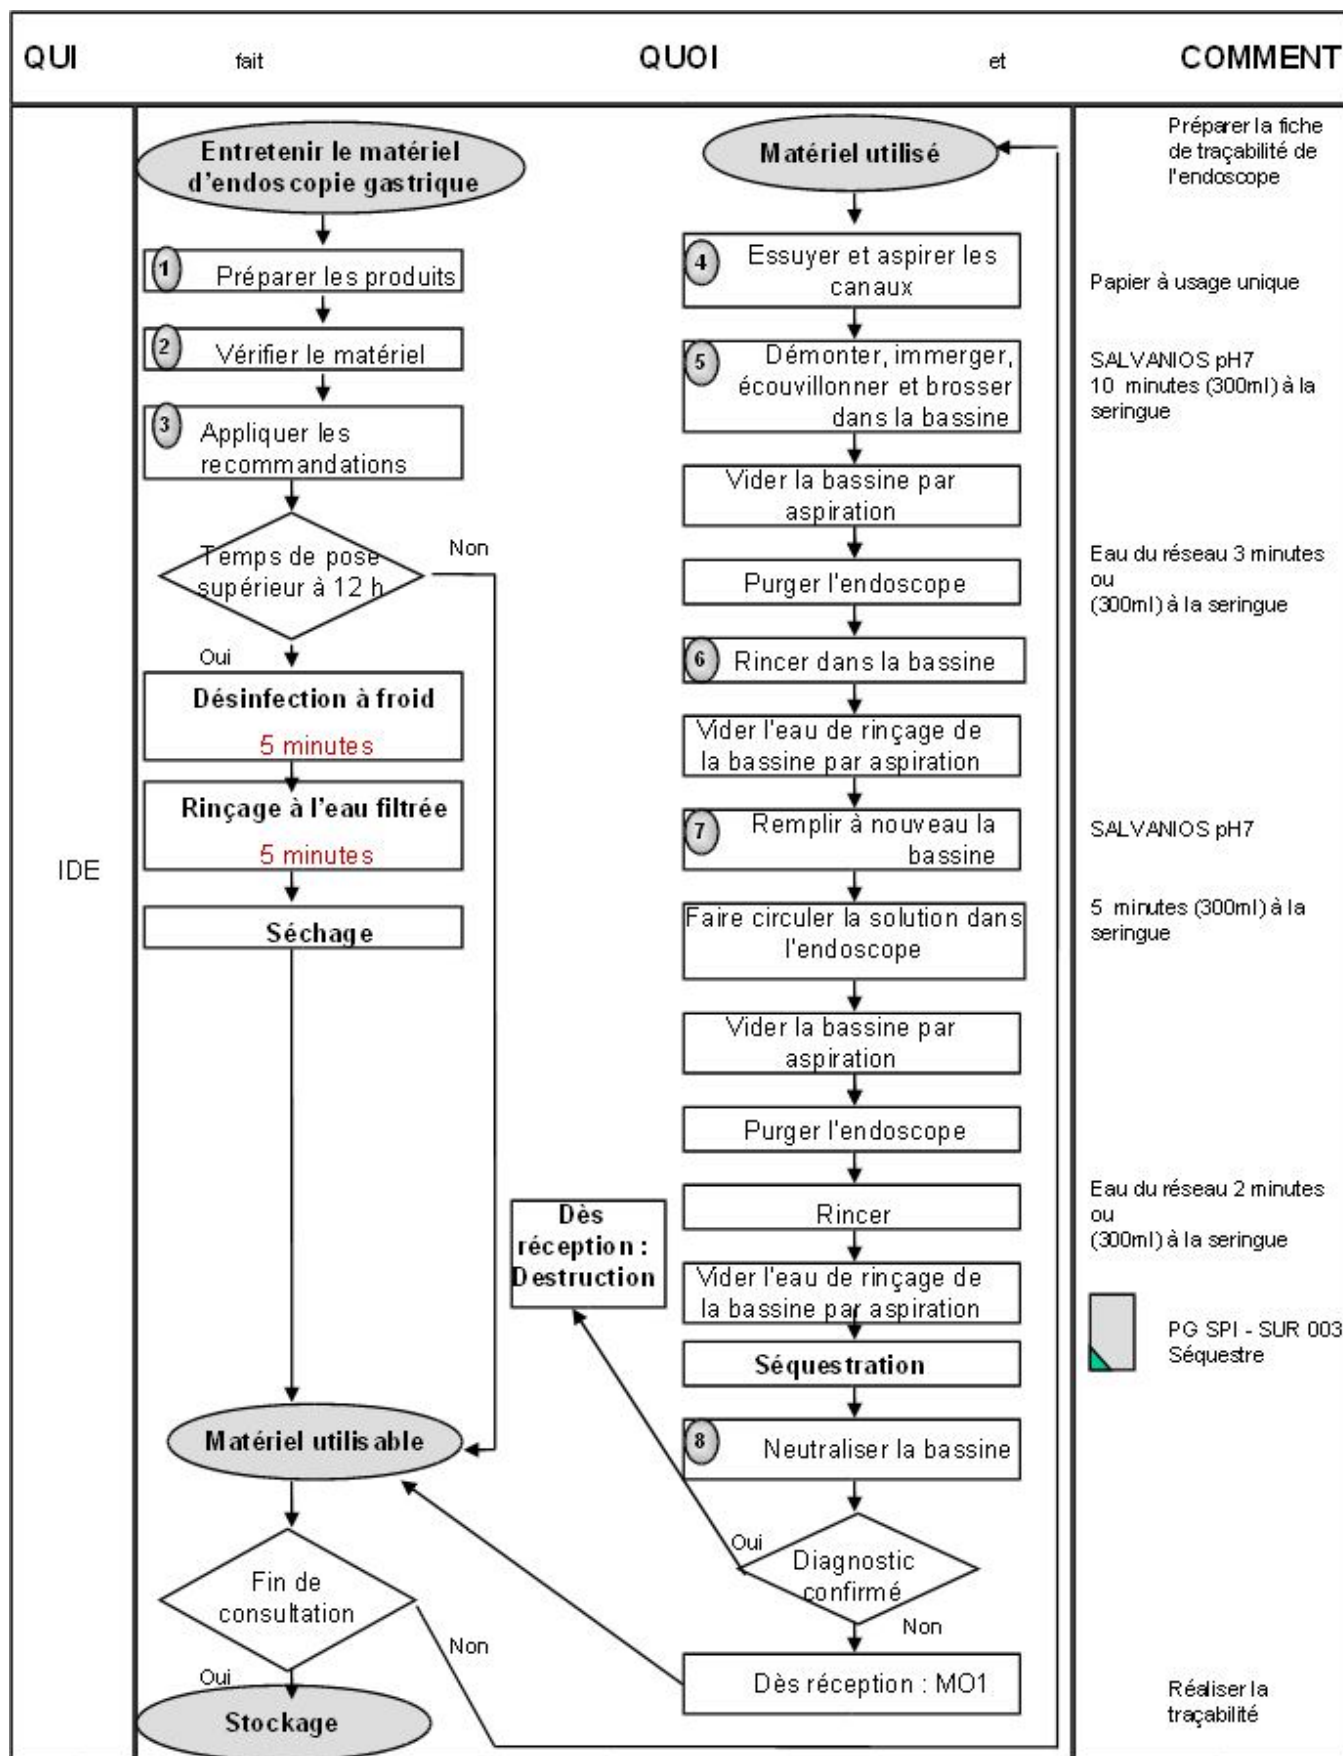 QUI fait QUOI et COMMENT
IDE
Entretenir le matériel
d'endoscopie gastrique
1 Préparer les produits
2 Vérifier le matériel
3 Appliquer les
recommandations
Temps de pose
supérieur à 12 h
Non
Oui
Désinfection à froid
5 minutes
Rinçage à l'eau filtrée
5 minutes
Séchage
Matériel utilisable
Fin de
consultation
Non
Oui
Stockage
Matériel utilisé
4 Essuyer et aspirer les
canaux
5 Démonter, immerger,
écouvillonner et brosser
dans la bassine
Vider la bassine par
aspiration
Purger l'endoscope
6 Rincer dans la bassine
Vider l'eau de rinçage de
la bassine par aspiration
7 Remplir à nouveau la
bassine
Faire circuler la solution dans
l'endoscope
Vider la bassine par
aspiration
Purger l'endoscope
Rincer
Vider l'eau de rinçage de
la bassine par aspiration
Séquestration
8 Neutraliser la bassine
Diagnostic
confirmé
Oui
Non
Dès
réception :
Destruction
Dès réception : MO1
Préparer la fiche
de traçabilité de
l'endoscope
Papier à usage unique
SALVANIOS pH7
10 minutes (300ml) à la
seringue
Eau du réseau 3 minutes
ou
(300ml) à la seringue
SALVANIOS pH7
5 minutes (300ml) à la
seringue
Eau du réseau 2 minutes
ou
(300ml) à la seringue
PG SPI - SUR 003
Séquestre
Réaliser la
traçabilité